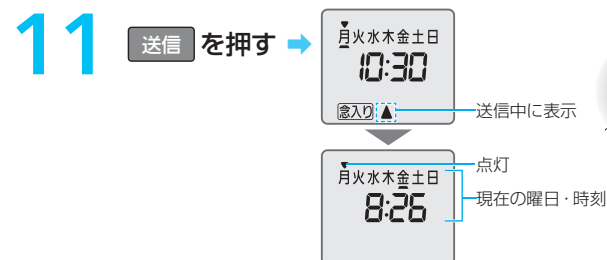 11 送信 を押す
月火水木金土日
10:30
念入り 送信中に表示
点灯
月火水木金土日
8:26
現在の曜日・時刻